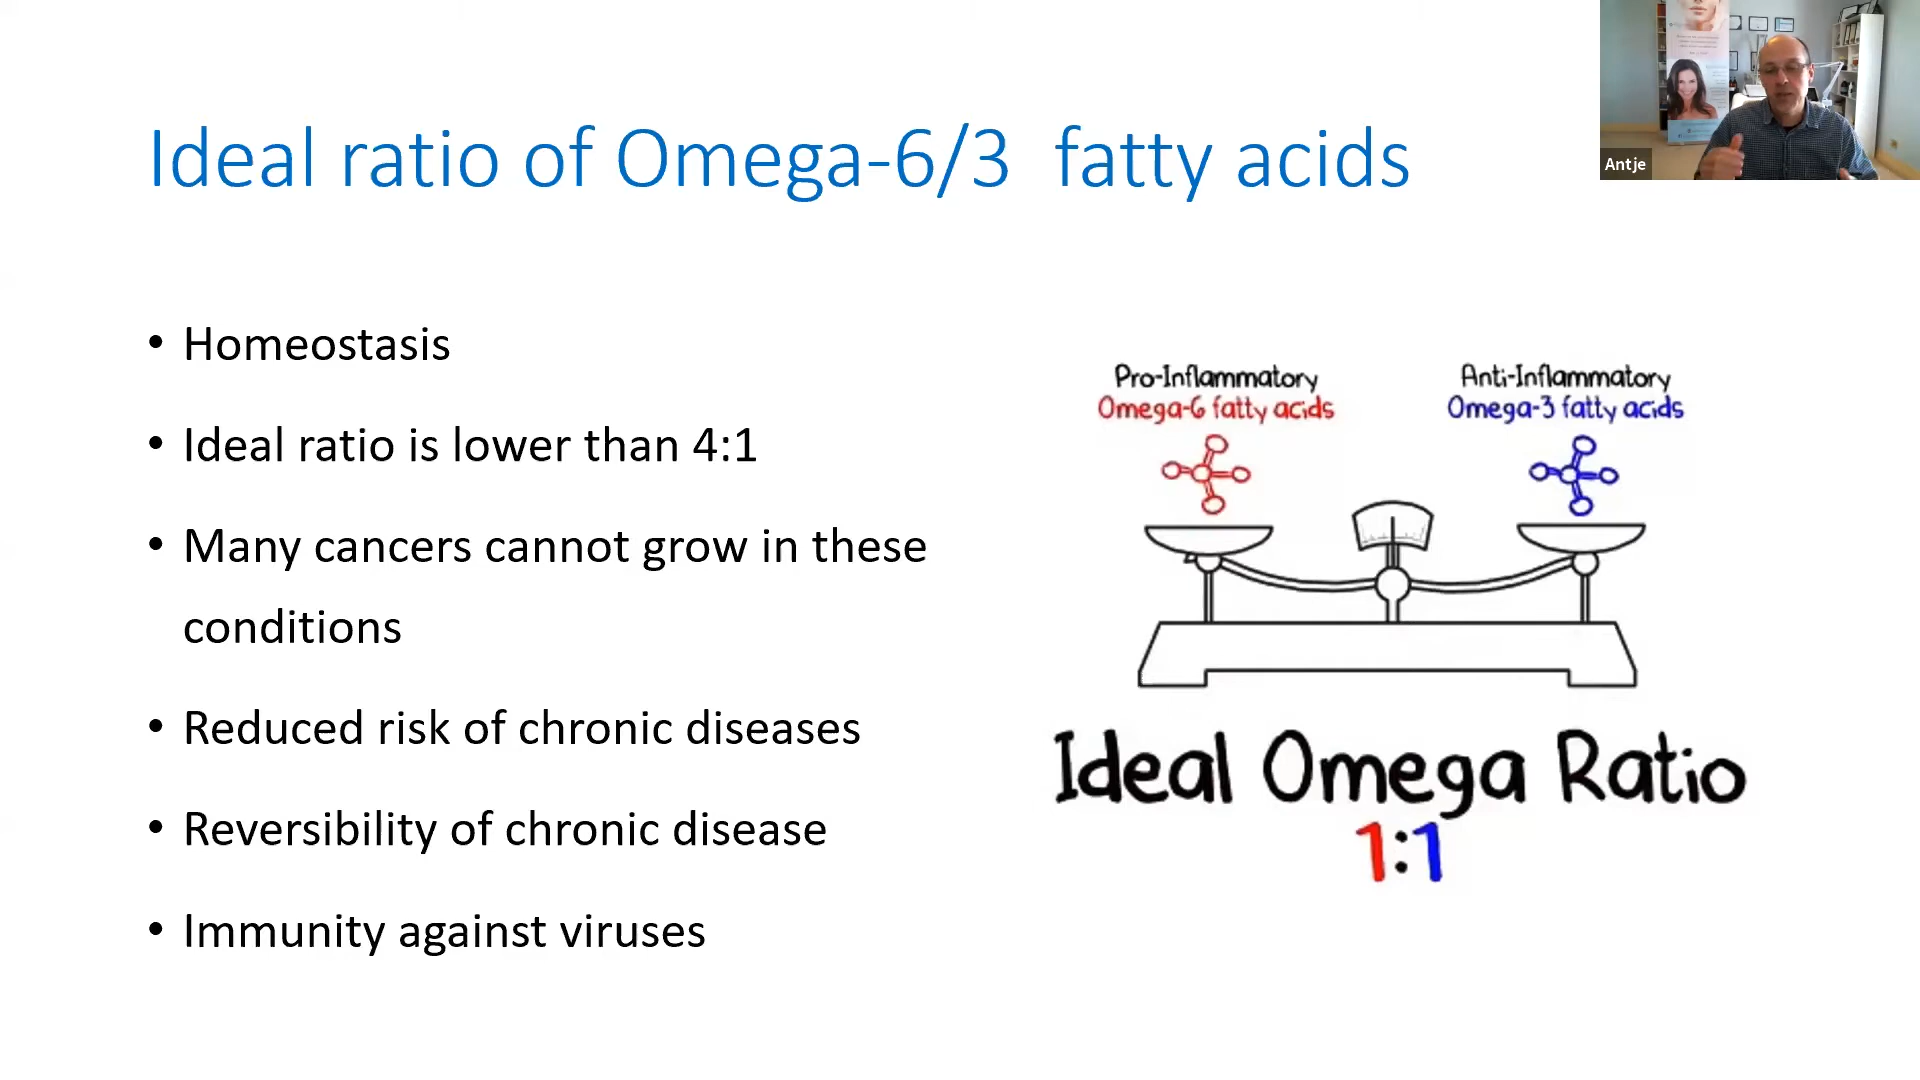 Ideal ratio of Omega-6/3 fatty acids
Antje
• Homeostasis
• Ideal ratio is lower than 4:1
• Many cancers cannot grow in these
conditions
• Reduced risk of chronic diseases
• Reversibility of chronic disease
• Immunity against viruses
Pro-Inflammatory
Omega-6 fatty acids
Anti-Inflammatory
Omega-3 fatty acids
Ideal Omega Ratio
1:1